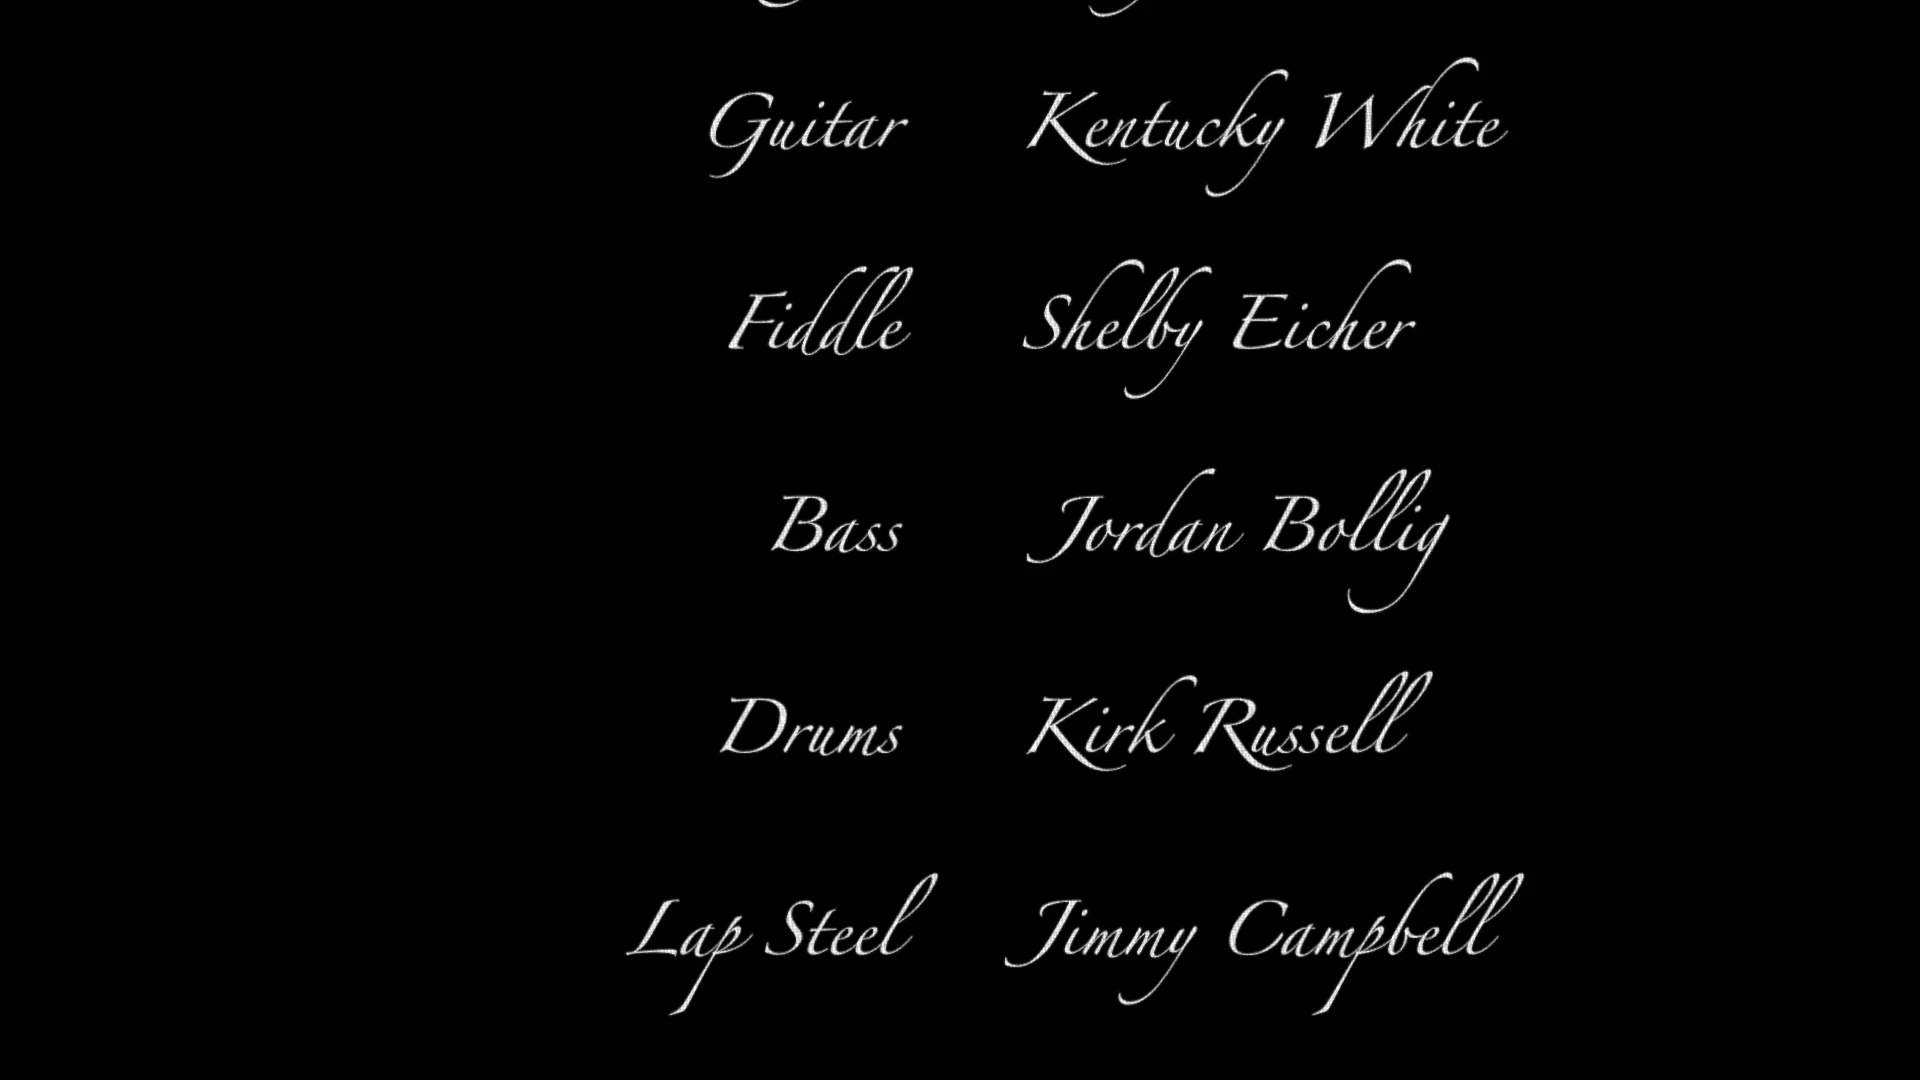 Guitar Kentucky White
Fiddle Shelby Eicher
Bass Jordan Bollig
Drums Kirk Russell
Lap Steel Jimmy Campbell